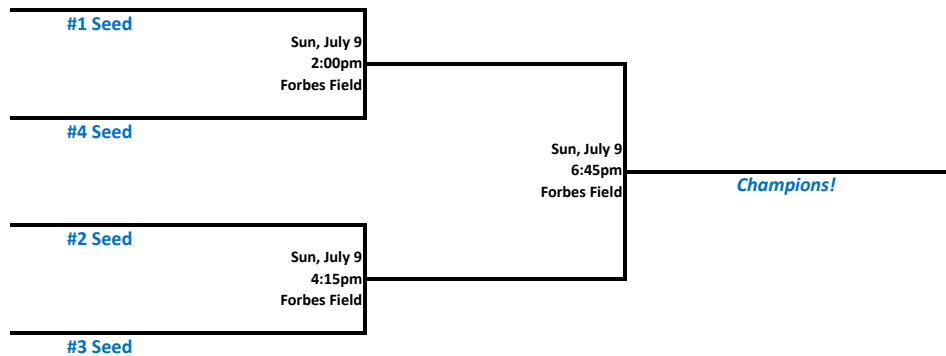 #1 Seed
Sun, July 9
2:00pm
Forbes Field
#4 Seed
Sun, July 9
6:45pm
Forbes Field
Champions!
#2 Seed
Sun, July 9
4:15pm
Forbes Field
#3 Seed